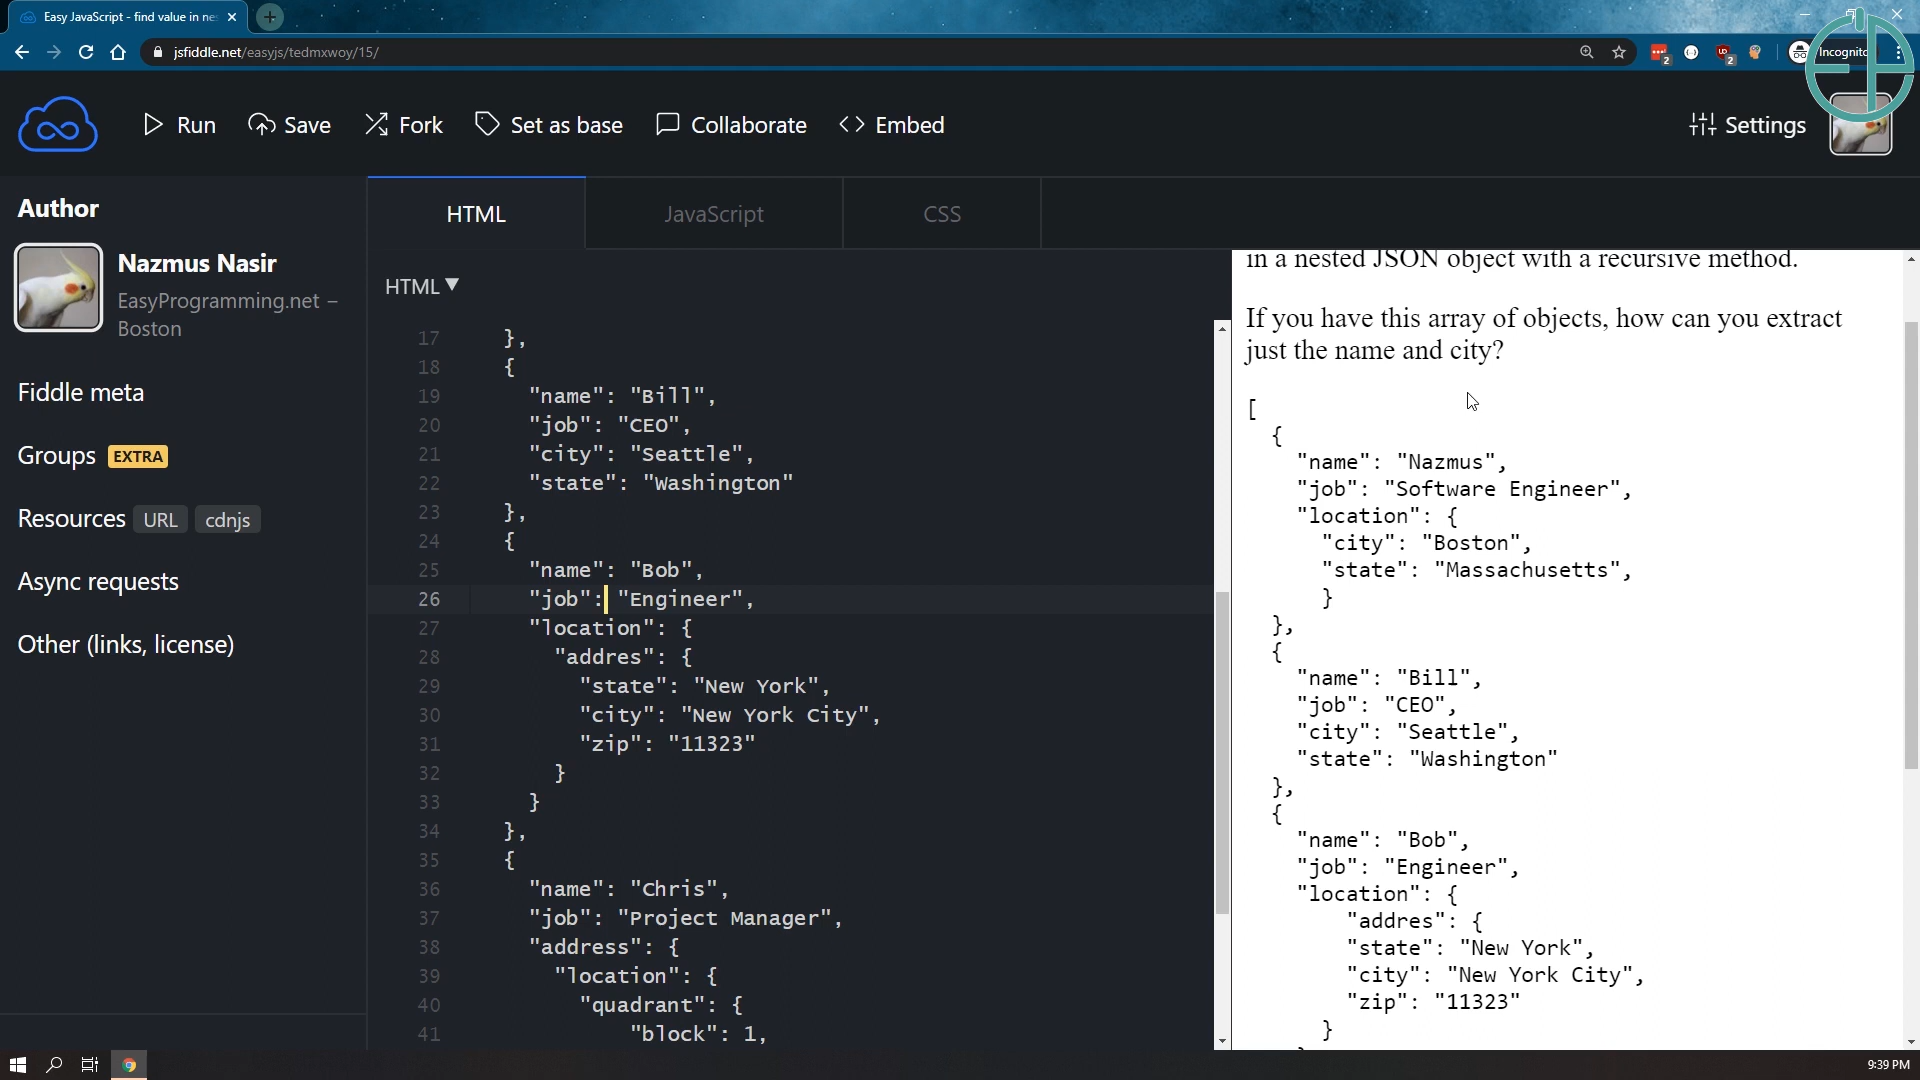 Easy JavaScript - find value in ne
jsfiddle.net/easyjs/tedmxwoy/15/
2
2
Incognito
Run
Save
Fork
Set as base
Collaborate
Embed
Settings
Author
Nazmus Nasir
EasyProgramming.net –
Boston
Fiddle meta
Groups EXTRA
Resources URL cdnjs
Async requests
Other (links, license)
HTML
JavaScript
CSS
HTML
17 },
18 {
19 "name": "Bill",
20 "job": "CEO",
21 "city": "Seattle",
22 "state": "Washington"
23 },
24 {
25 "name": "Bob",
26 "job": "Engineer",
27 "location": {
28 "addres": {
29 "state": "New York",
30 "city": "New York City",
31 "zip": "11323"
32 }
33 }
34 },
35 {
36 "name": "Chris",
37 "job": "Project Manager",
38 "address": {
39 "location": {
40 "quadrant": {
41 "block": 1,
in a nested JSON object with a recursive method.
If you have this array of objects, how can you extract
just the name and city?
[
{
"name": "Nazmus",
"job": "Software Engineer",
"location": {
"city": "Boston",
"state": "Massachusetts",
}
},
{
"name": "Bill",
"job": "CEO",
"city": "Seattle",
"state": "Washington"
},
{
"name": "Bob",
"job": "Engineer",
"location": {
"addres": {
"state": "New York",
"city": "New York City",
"zip": "11323"
}
9:39 PM